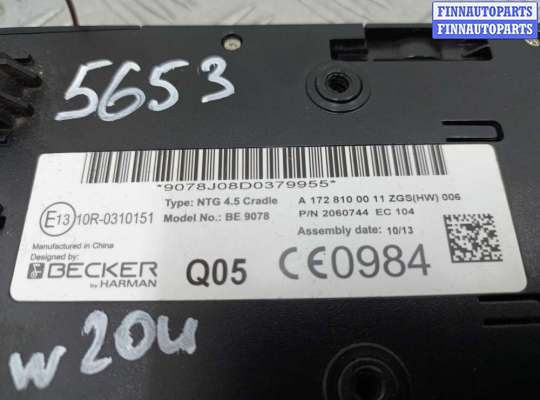 FINNAUTOPARTS
FINNAUTOPARTS
5653
*9078J08D0379955*
E13 10R-0310151
Type: NTG 4.5 Cradle
A 172 810 00 11 ZGS(HW) 006
Model No.: BE 9078
P/N 2060744 EC 104
Assembly date: 10/13
Manufactured in China
Designed by:
BECKER
by HARMAN
Q05
CE0984
w 204